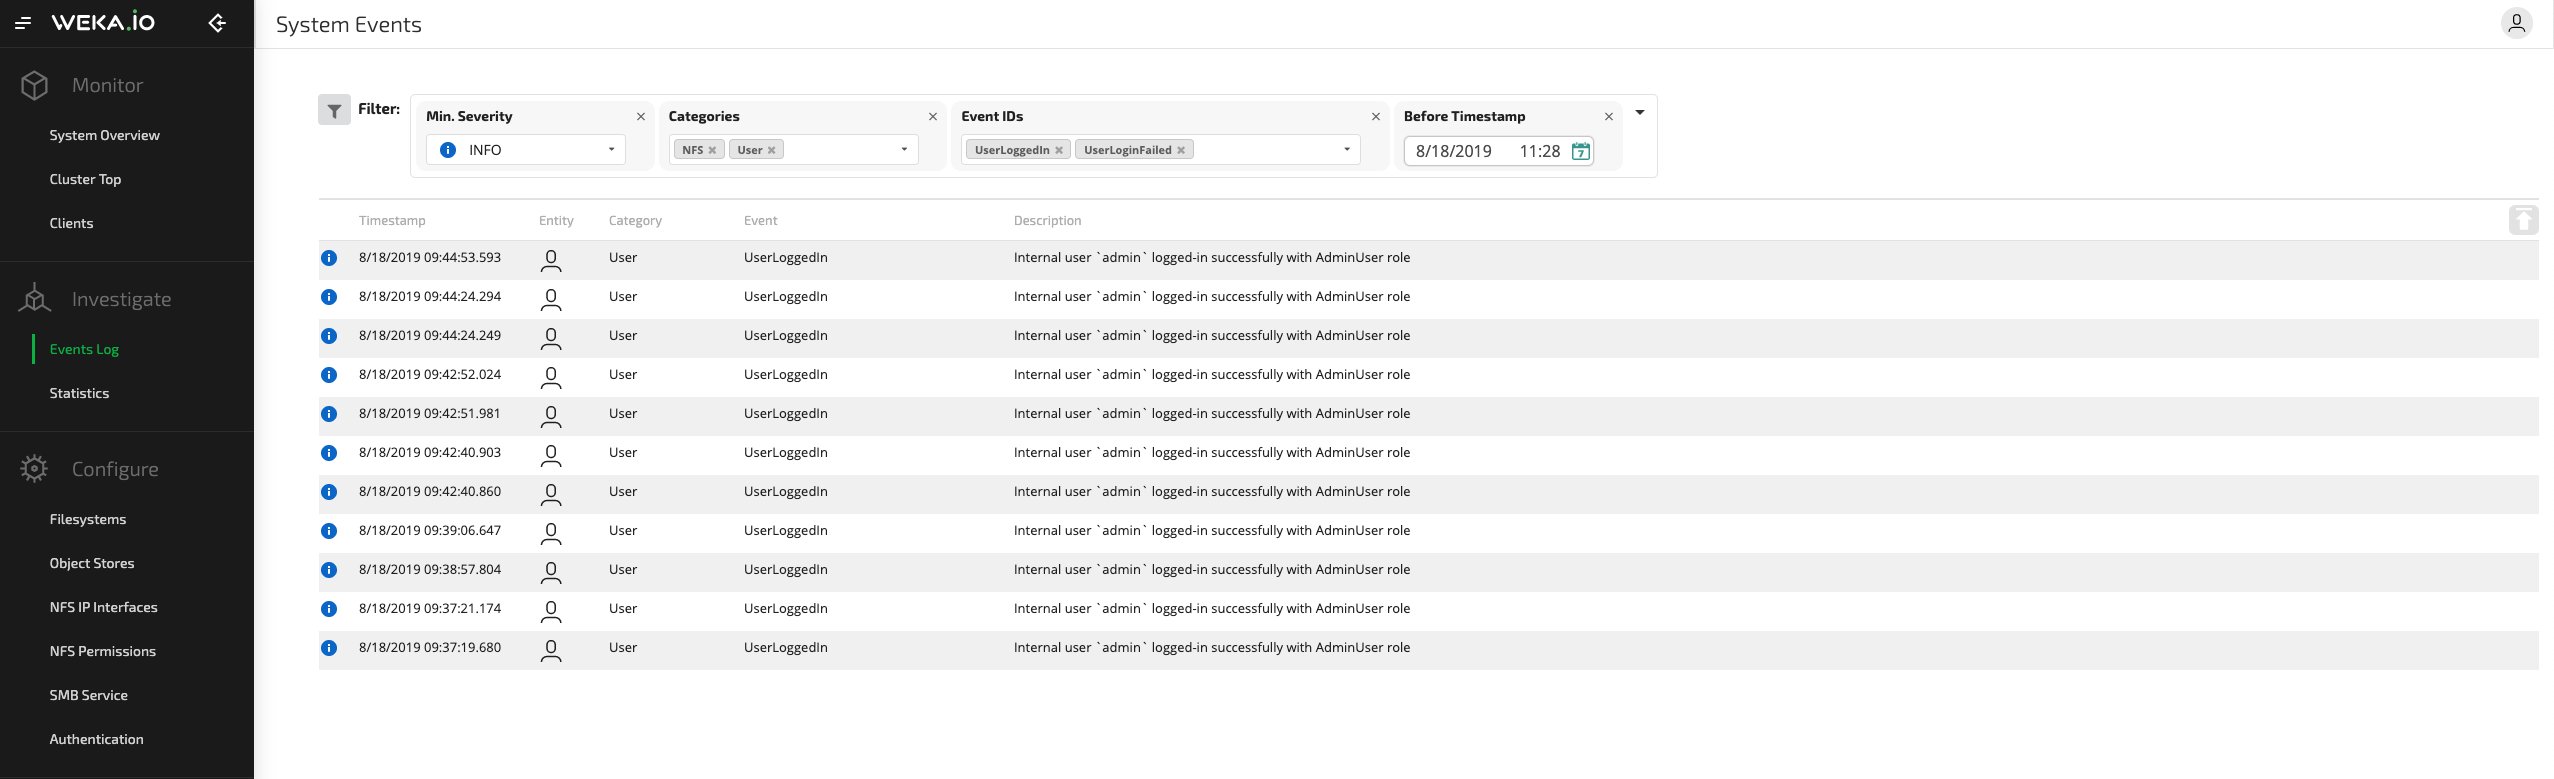 WEKA.iO
System Events
Monitor
System Overview
Cluster Top
Clients
Investigate
Events Log
Statistics
Configure
Filesystems
Object Stores
NFS IP Interfaces
NFS Permissions
SMB Service
Authentication
Filter:
Min. Severity
INFO
Categories
NFS User
Event IDs
UserLoggedIn UserLoginFailed
Before Timestamp
8/18/2019 11:28
7
Timestamp Entity Category Event Description
8/18/2019 09:44:53.593 User UserLoggedIn Internal user `admin` logged-in successfully with AdminUser role
8/18/2019 09:44:24.294 User UserLoggedIn Internal user `admin` logged-in successfully with AdminUser role
8/18/2019 09:44:24.249 User UserLoggedIn Internal user `admin` logged-in successfully with AdminUser role
8/18/2019 09:42:52.024 User UserLoggedIn Internal user `admin` logged-in successfully with AdminUser role
8/18/2019 09:42:51.981 User UserLoggedIn Internal user `admin` logged-in successfully with AdminUser role
8/18/2019 09:42:40.903 User UserLoggedIn Internal user `admin` logged-in successfully with AdminUser role
8/18/2019 09:42:40.860 User UserLoggedIn Internal user `admin` logged-in successfully with AdminUser role
8/18/2019 09:39:06.647 User UserLoggedIn Internal user `admin` logged-in successfully with AdminUser role
8/18/2019 09:38:57.804 User UserLoggedIn Internal user `admin` logged-in successfully with AdminUser role
8/18/2019 09:37:21.174 User UserLoggedIn Internal user `admin` logged-in successfully with AdminUser role
8/18/2019 09:37:19.680 User UserLoggedIn Internal user `admin` logged-in successfully with AdminUser role